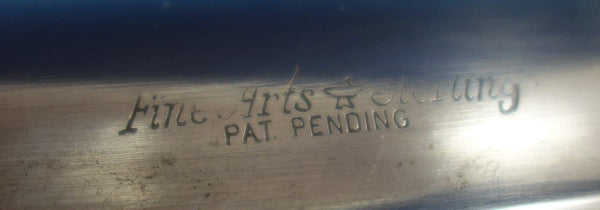 Fine Arts Sterling
PAT. PENDING